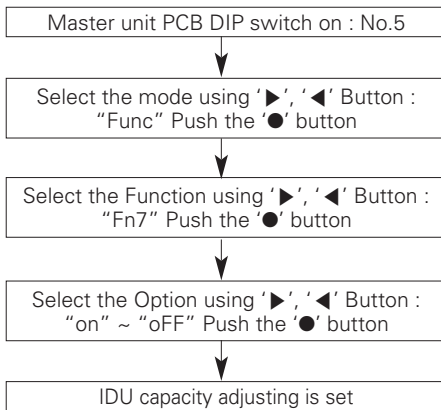 Master unit PCB DIP switch on : No.5
Select the mode using ‘▶’, ‘◀’ Button :
“Func” Push the ‘●’ button
Select the Function using ‘▶’, ‘◀’ Button :
“Fn7” Push the ‘●’ button
Select the Option using ‘▶’, ‘◀’ Button :
“on” ~ “oFF” Push the ‘●’ button
IDU capacity adjusting is set